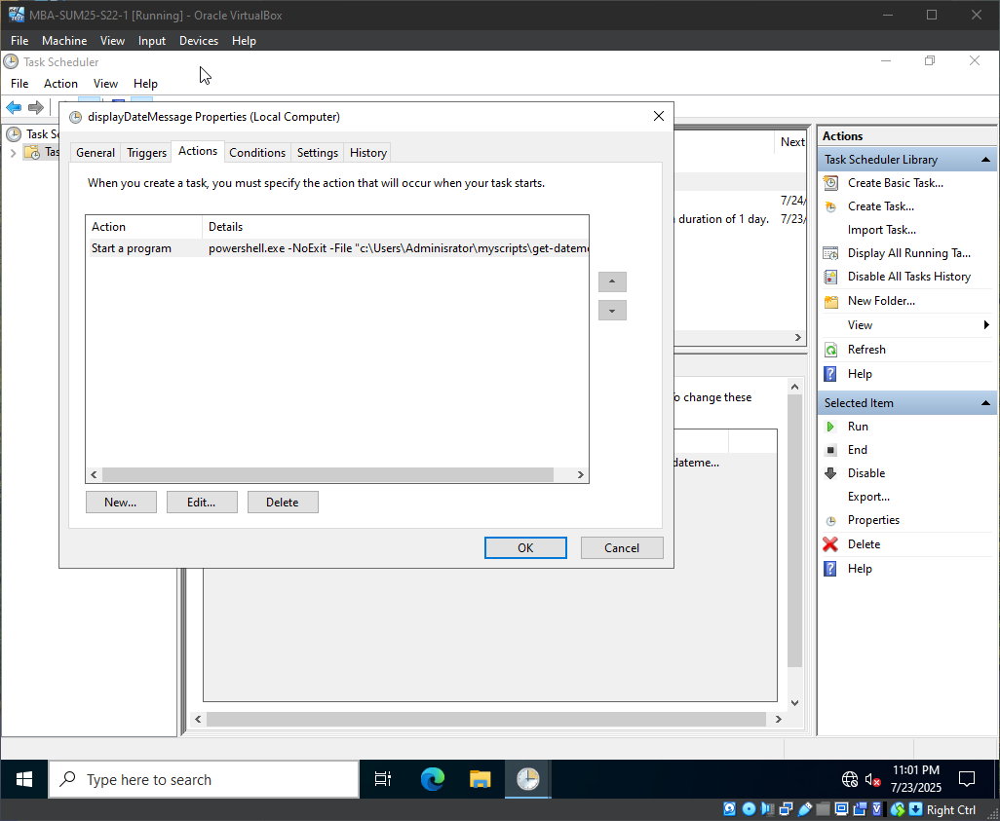 MBA-SUM25-S22-1 [Running] - Oracle VirtualBox
File Machine View Input Devices Help
Task Scheduler
File Action View Help
displayDateMessage Properties (Local Computer)
Task Sc
Tas
General Triggers Actions Conditions Settings History
When you create a task, you must specify the action that will occur when your task starts.
Action Details
Start a program powershell.exe -NoExit -File "c:\Users\Adminisrator\myscripts\get-dateme
New... Edit... Delete
OK Cancel
Next
7/24/
duration of 1 day. 7/23/
To change these
dateme...
Actions
Task Scheduler Library
Create Basic Task...
Create Task...
Import Task...
Display All Running Ta...
Disable All Tasks History
New Folder...
View
Refresh
Help
Selected Item
Run
End
Disable
Export...
Properties
Delete
Help
Type here to search
11:01 PM
7/23/2025
Right Ctrl